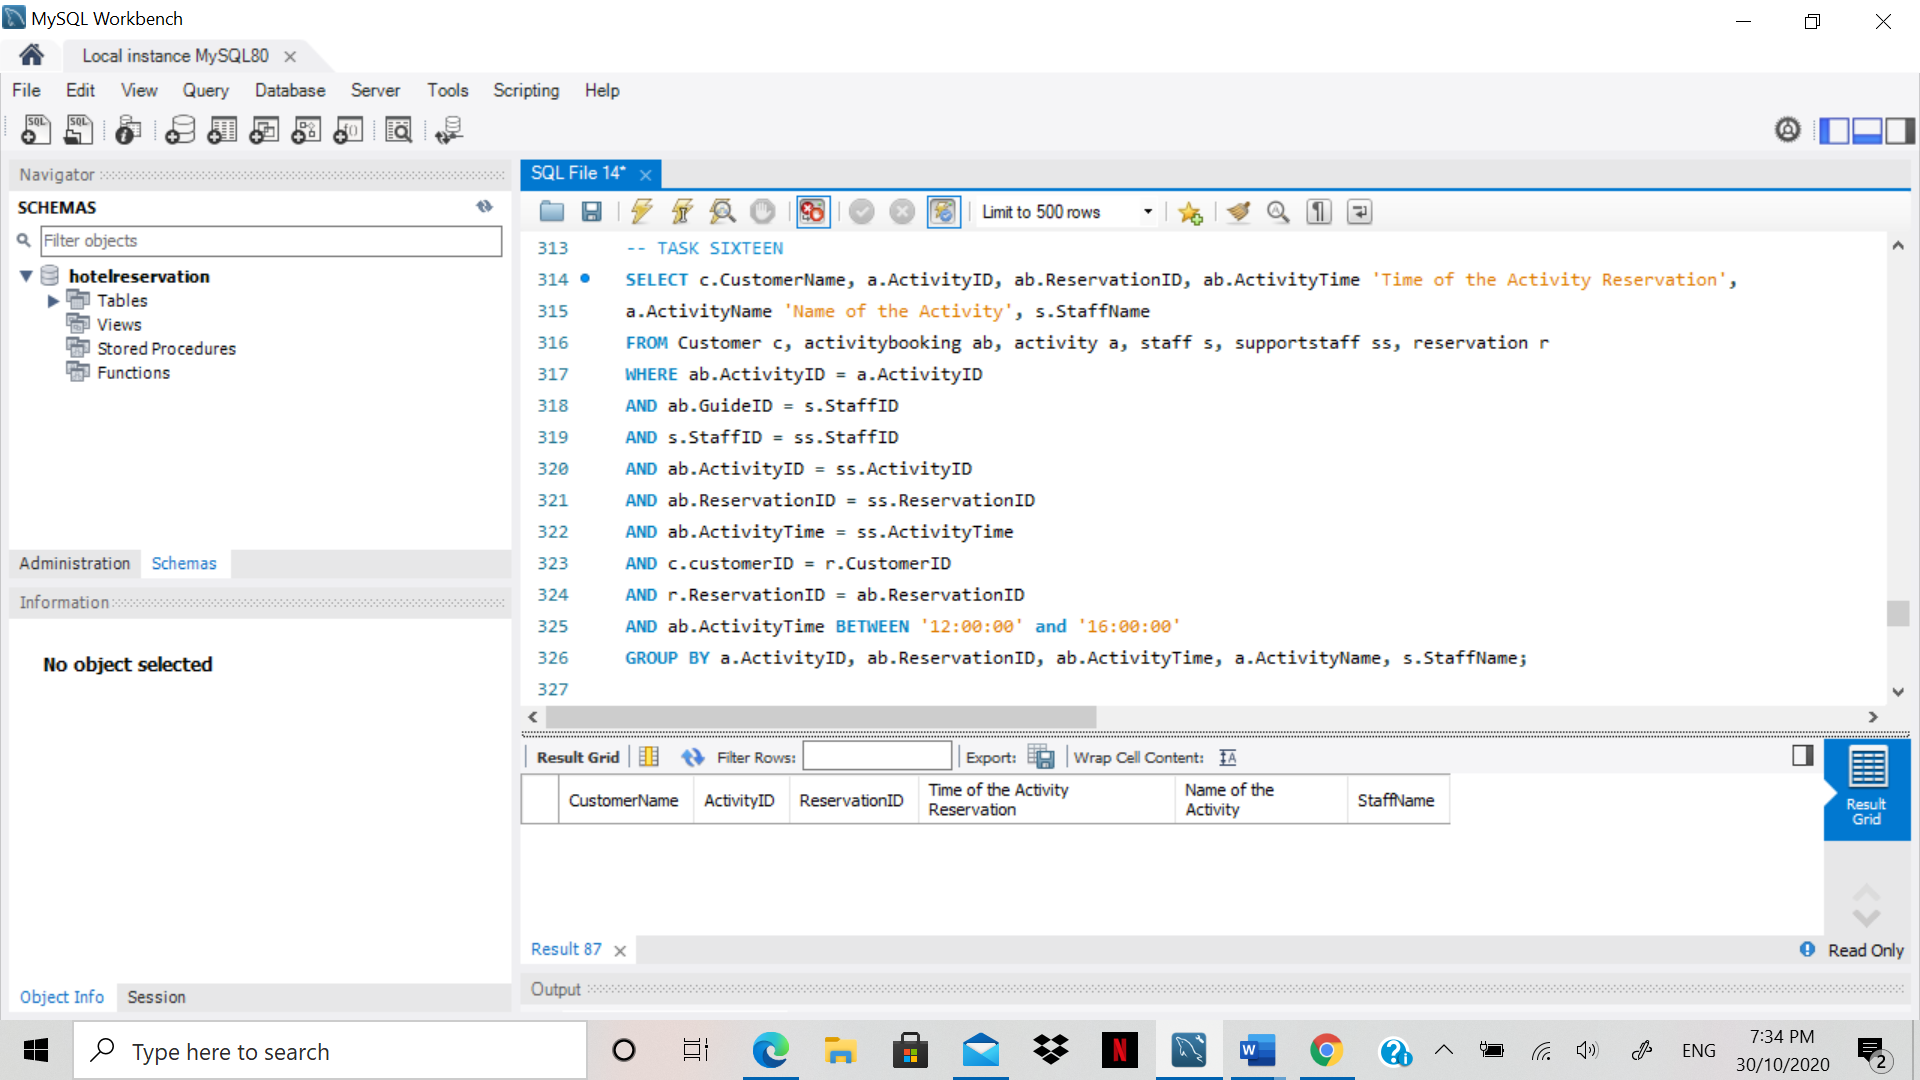 MySQL Workbench
Local instance MySQL80
File Edit View Query Database Server Tools Scripting Help
Navigator
SCHEMAS
Filter objects
hotelreservation
Tables
Views
Stored Procedures
Functions
Administration Schemas
Information
No object selected
Object Info Session
SQL File 14*
Limit to 500 rows
313 -- TASK SIXTEEN
314 SELECT c.CustomerName, a.ActivityID, ab.ReservationID, ab.ActivityTime 'Time of the Activity Reservation',
315 a.ActivityName 'Name of the Activity', s.StaffName
316 FROM Customer c, activitybooking ab, activity a, staff s, supportstaff ss, reservation r
317 WHERE ab.ActivityID = a.ActivityID
318 AND ab.GuideID = s.StaffID
319 AND s.StaffID = ss.StaffID
320 AND ab.ActivityID = ss.ActivityID
321 AND ab.ReservationID = ss.ReservationID
322 AND ab.ActivityTime = ss.ActivityTime
323 AND c.customerID = r.CustomerID
324 AND r.ReservationID = ab.ReservationID
325 AND ab.ActivityTime BETWEEN '12:00:00' and '16:00:00'
326 GROUP BY a.ActivityID, ab.ReservationID, ab.ActivityTime, a.ActivityName, s.StaffName;
327
Result Grid Filter Rows: Export: Wrap Cell Content:
CustomerName ActivityID ReservationID Time of the Activity Reservation Name of the Activity StaffName
Result
Grid
Result 87
Read Only
Output
Type here to search
ENG
7:34 PM
30/10/2020
2